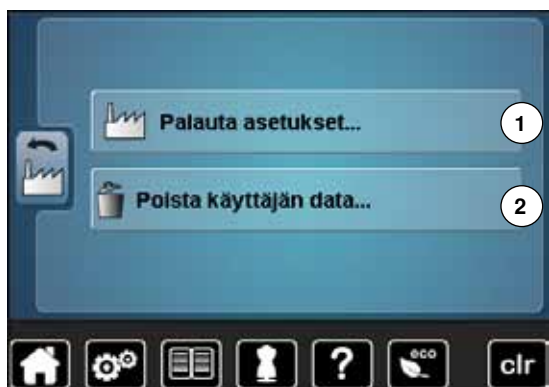 Palauta asetukset...
1
Poista käyttäjän data...
2
?
eco
clr